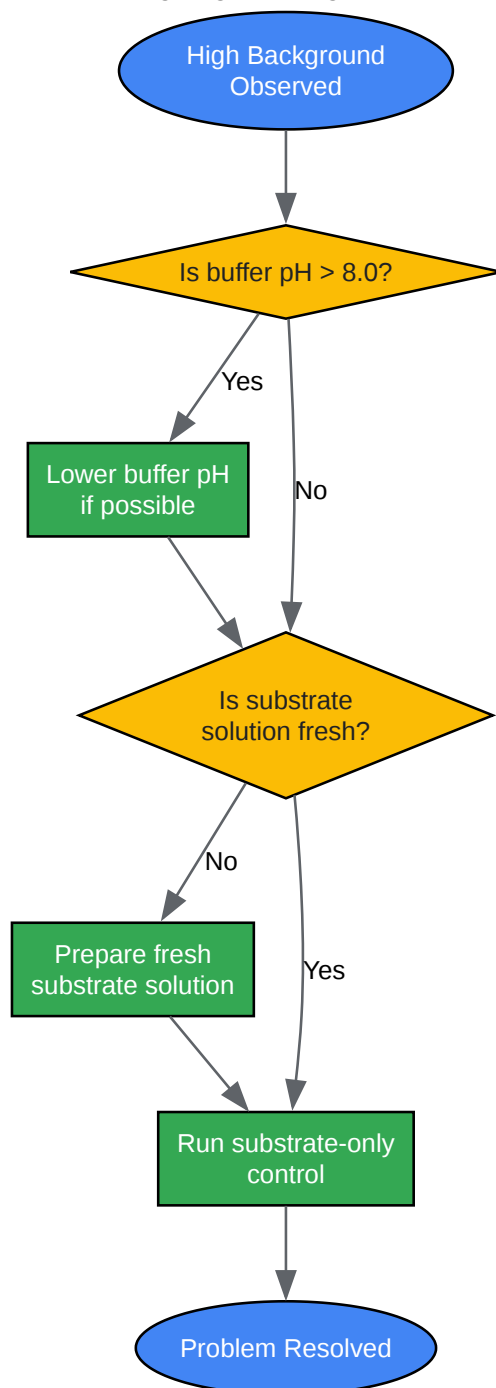 High Background
Observed
Is buffer pH > 8.0?
Yes
Lower buffer pH
if possible
No
Is substrate
solution fresh?
No
Prepare fresh
substrate solution
Yes
Run substrate-only
control
Problem Resolved